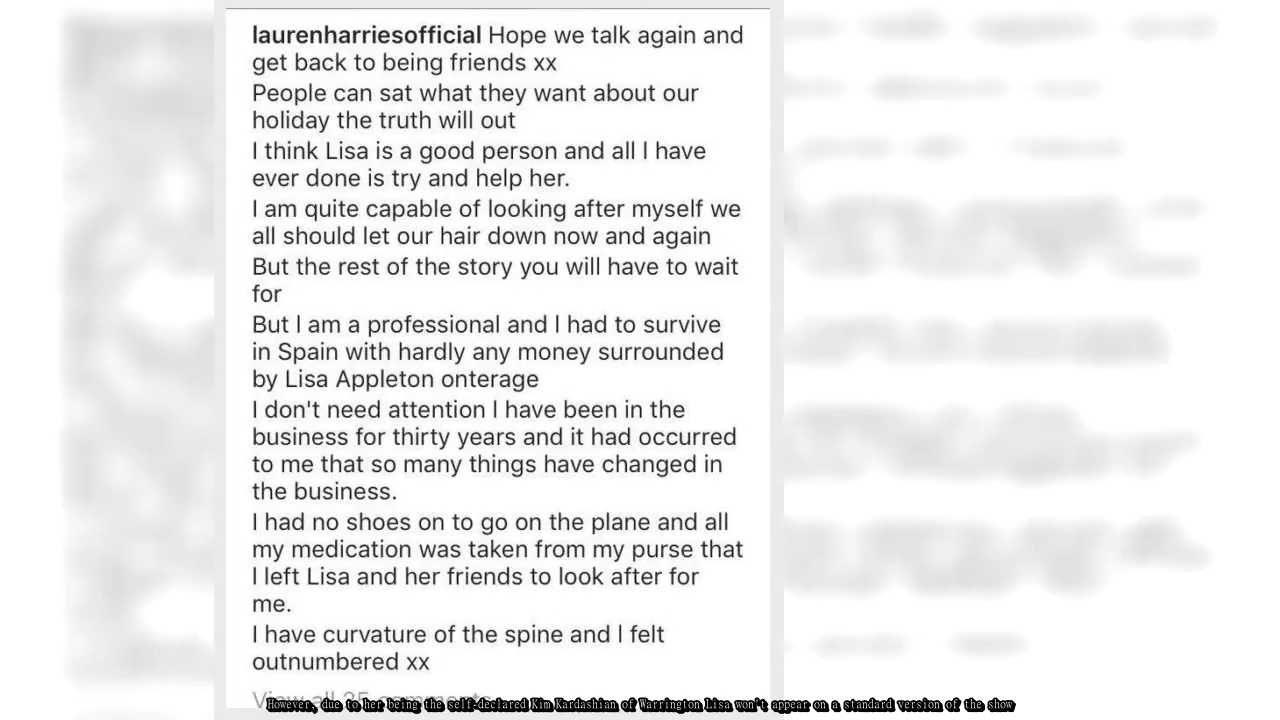 laurenharriesofficial Hope we talk again and
get back to being friends xx
People can sat what they want about our
holiday the truth will out
I think Lisa is a good person and all I have
ever done is try and help her.
I am quite capable of looking after myself we
all should let our hair down now and again
But the rest of the story you will have to wait
for
But I am a professional and I had to survive
in Spain with hardly any money surrounded
by Lisa Appleton onterage
I don't need attention I have been in the
business for thirty years and it had occurred
to me that so many things have changed in
the business.
I had no shoes on to go on the plane and all
my medication was taken from my purse that
I left Lisa and her friends to look after for
me.
I have curvature of the spine and I felt
outnumbered xx
View all 25 comments
However, due to her being the self-declared Kim Kardashian of Warrington Lisa won't appear on a standard version of the show